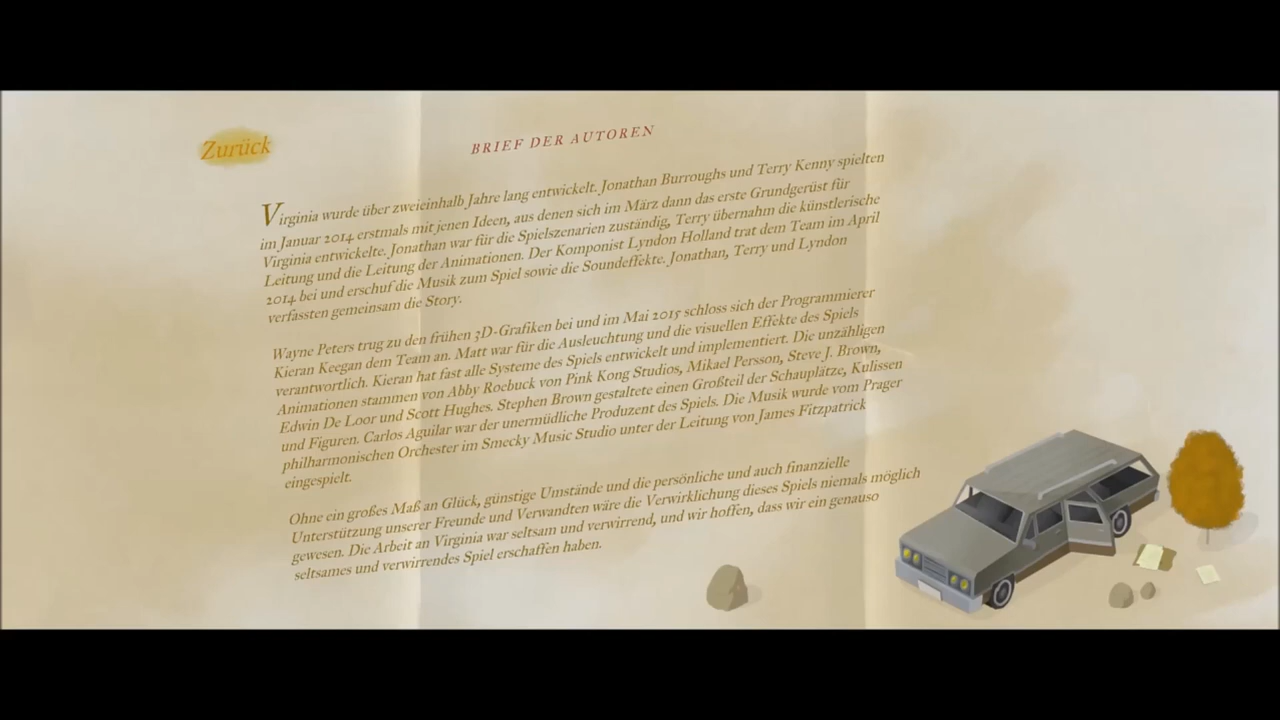 Zurück
BRIEF DER AUTOREN
Virginia wurde über zweieinhalb Jahre lang entwickelt. Jonathan Burroughs und Terry Kenny spielten
im Januar 2014 erstmals mit jenen Ideen, aus denen sich im März dann das erste Grundgerüst für
Virginia entwickelte. Jonathan war für die Spielszenarien zuständig, Terry übernahm die künstlerische
Leitung und die Leitung der Animationen. Der Komponist Lyndon Holland trat dem Team im April
2014 bei und erschuf die Musik zum Spiel sowie die Soundeffekte. Jonathan, Terry und Lyndon
verfassten gemeinsam die Story.
Wayne Peters trug zu den frühen 3D-Grafiken bei und im Mai 2015 schloss sich der Programmierer
Kieran Keegan dem Team an. Matt war für die Ausleuchtung und die visuellen Effekte des Spiels
verantwortlich. Kieran hat fast alle Systeme des Spiels entwickelt und implementiert. Die unzähligen
Animationen stammen von Abby Roebuck von Pink Kong Studios, Mikael Persson, Steve J. Brown,
Edwin De Loor und Scott Hughes. Stephen Brown gestaltete einen Großteil der Schauplätze, Kulissen
und Figuren. Carlos Aguilar war der unermüdliche Produzent des Spiels. Die Musik wurde vom Prager
philharmonischen Orchester im Smecky Music Studio unter der Leitung von James Fitzpatrick
eingespielt.
Ohne ein großes Maß an Glück, günstige Umstände und die persönliche und auch finanzielle
Unterstützung unserer Freunde und Verwandten wäre die Verwirklichung dieses Spiels niemals möglich
gewesen. Die Arbeit an Virginia war seltsam und verwirrend, und wir hoffen, dass wir ein genauso
seltsames und verwirrendes Spiel erschaffen haben.